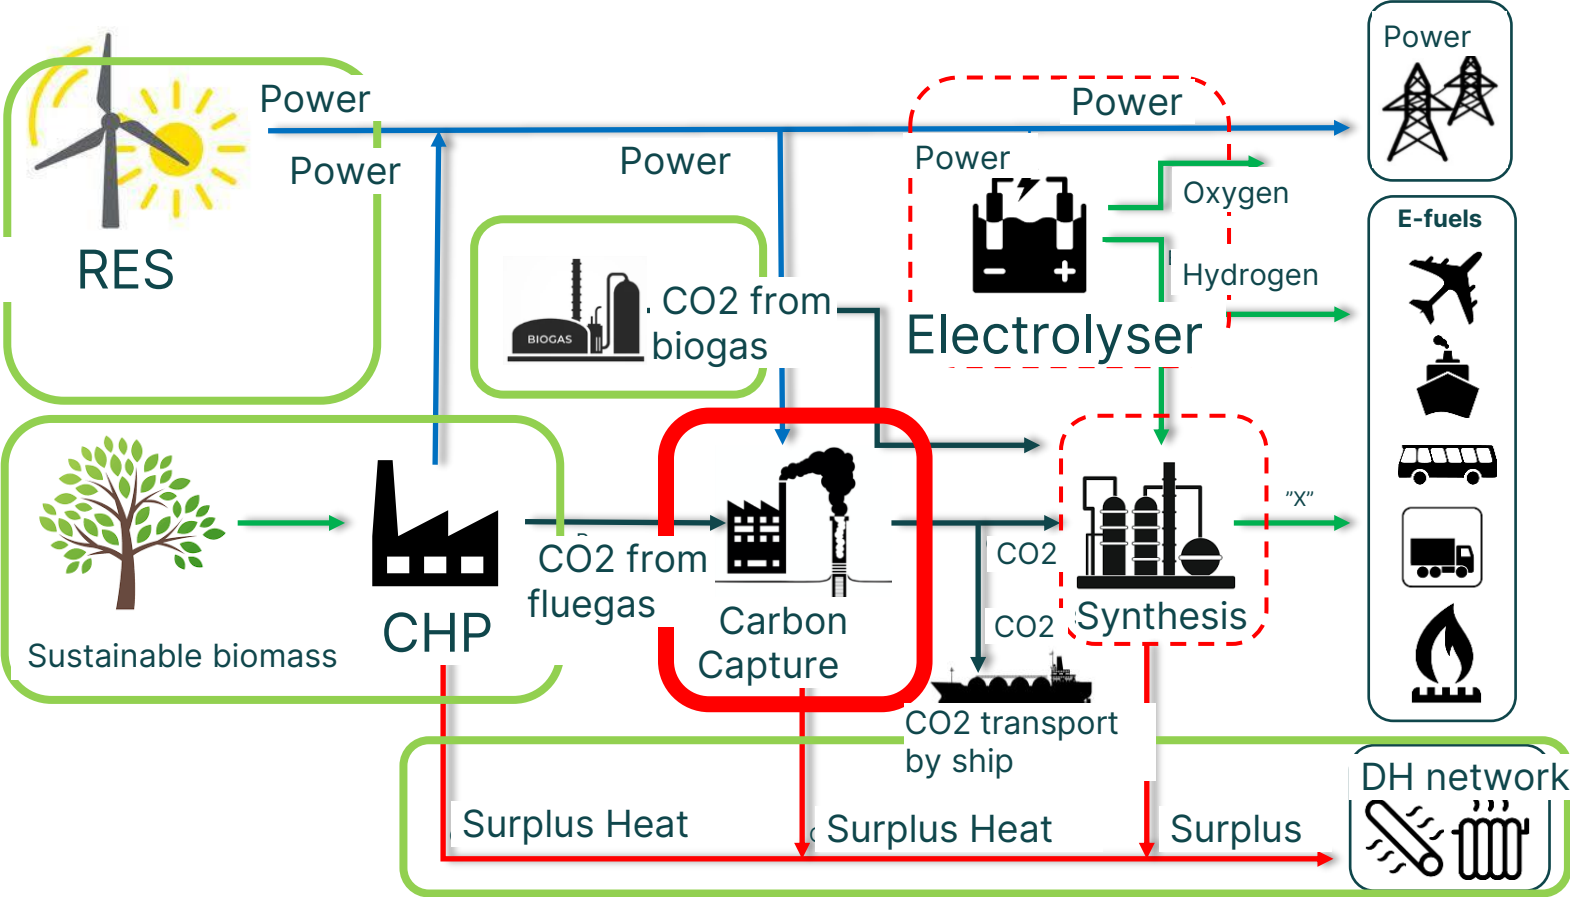 Power
Power
Power
Power
Power
Power
Oxygen
E-fuels
RES
Hydrogen
CO2 from
biogas
BIOGAS
Electrolyser
"X"
CO2 from
fluegas
CO2
CO2
Synthesis
CHP
Carbon
Capture
Sustainable biomass
CO2 transport
by ship
DH network
Surplus Heat
Surplus Heat
Surplus